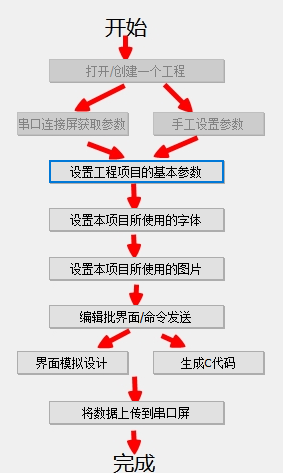 开始
打开/创建一个工程
串口连接屏获取参数
手工设置参数
设置工程项目的基本参数
设置本项目所使用的字体
设置本项目所使用的图片
编辑批界面/命令发送
界面模拟设计
生成C代码
将数据上传到串口屏
完成